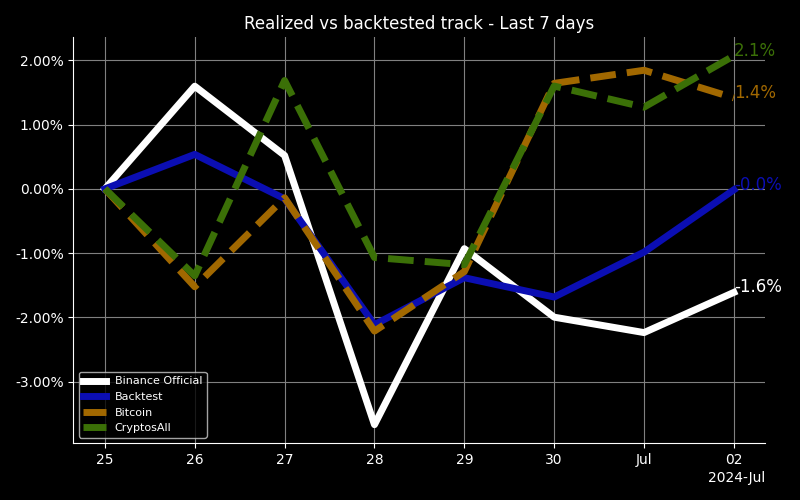 Realized vs backtested track - Last 7 days
2.00%
1.00%
0.00%
-1.00%
-2.00%
-3.00%
2.1%
1.4%
-0.0%
-1.6%
Binance Official
Backtest
Bitcoin
CryptosAll
25 26 27 28 29 30 Jul 02
2024-Jul